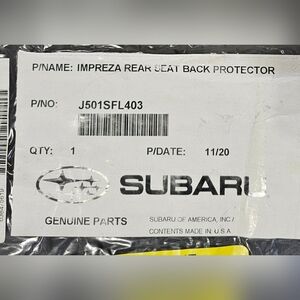 P/NAME: IMPREZA REAR SEAT BACK PROTECTOR
P/NO: J501SFL403
QTY: 1 P/DATE: 11/20
SUBARU
GENUINE PARTS SUBARU OF AMERICA, INC /
CONTENTS MADE IN: U.S.A